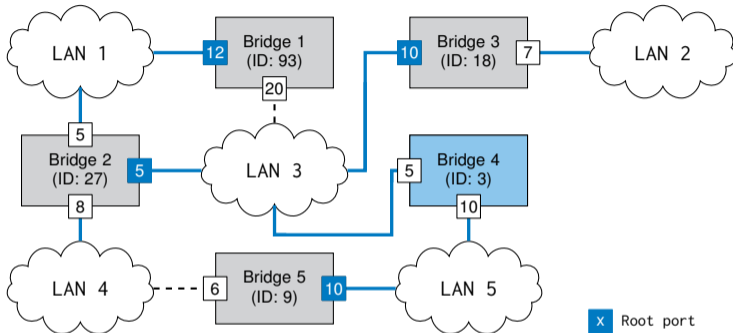 LAN 1
12
Bridge 1
(ID: 93)
20
10
Bridge 3
(ID: 18)
7
LAN 2
5
Bridge 2
(ID: 27)
5
8
LAN 3
5
Bridge 4
(ID: 3)
10
LAN 4
6
Bridge 5
(ID: 9)
10
LAN 5
x Root port